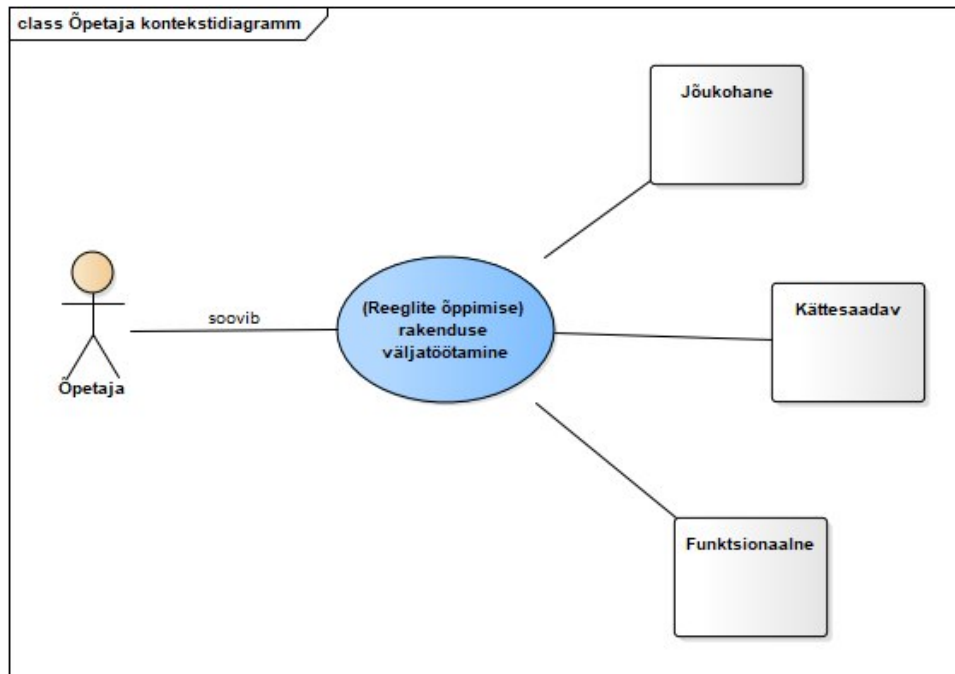 class Õpetaja kontekstidiagramm
Jõukohane
Kättesaadav
(Reeglite õppimise)
rakenduse
väljatöötamine
soovib
Õpetaja
Funktsionaalne